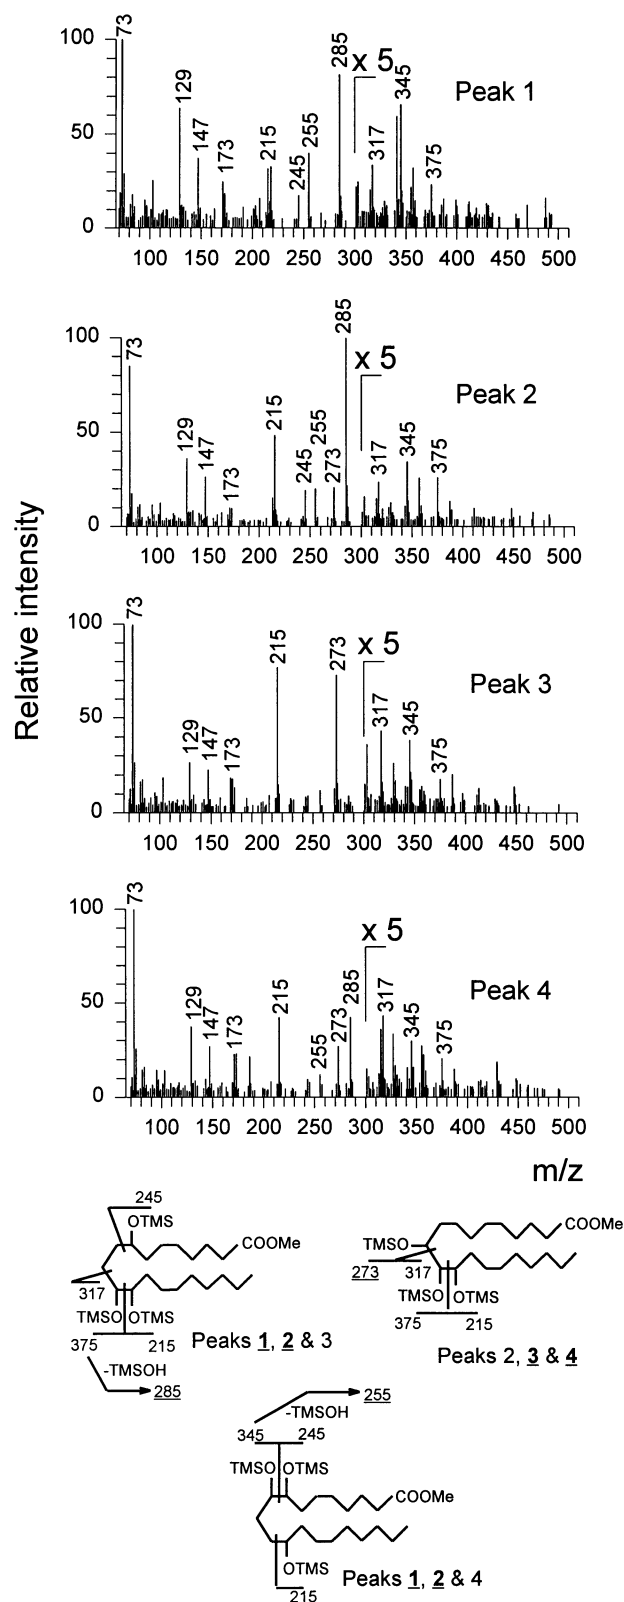 100
50
0
73
129
147
173
215
245
255
285
x 5
317
345
375
Peak 1
100 150 200 250 300 350 400 450 500
100
50
0
73
129
147
173
215
245
255
273
285
x 5
317
345
375
Peak 2
100 150 200 250 300 350 400 450 500
Relative intensity
100
50
0
73
129
147
173
215
273
x 5
317
345
375
Peak 3
100 150 200 250 300 350 400 450 500
100
50
0
73
129
147
173
215
255
273
285
x 5
317
345
375
Peak 4
100 150 200 250 300 350 400 450 500
m/z
245
OTMS
COOMe
317
TMSO OTMS
375 215
Peaks 1, 2 & 3
-TMSOH
285
COOMe
TMSO
273 317
TMSO OTMS
375 215
Peaks 2, 3 & 4
255
-TMSOH
345 245
TMSO OTMS
COOMe
OTMS
215
Peaks 1, 2 & 4